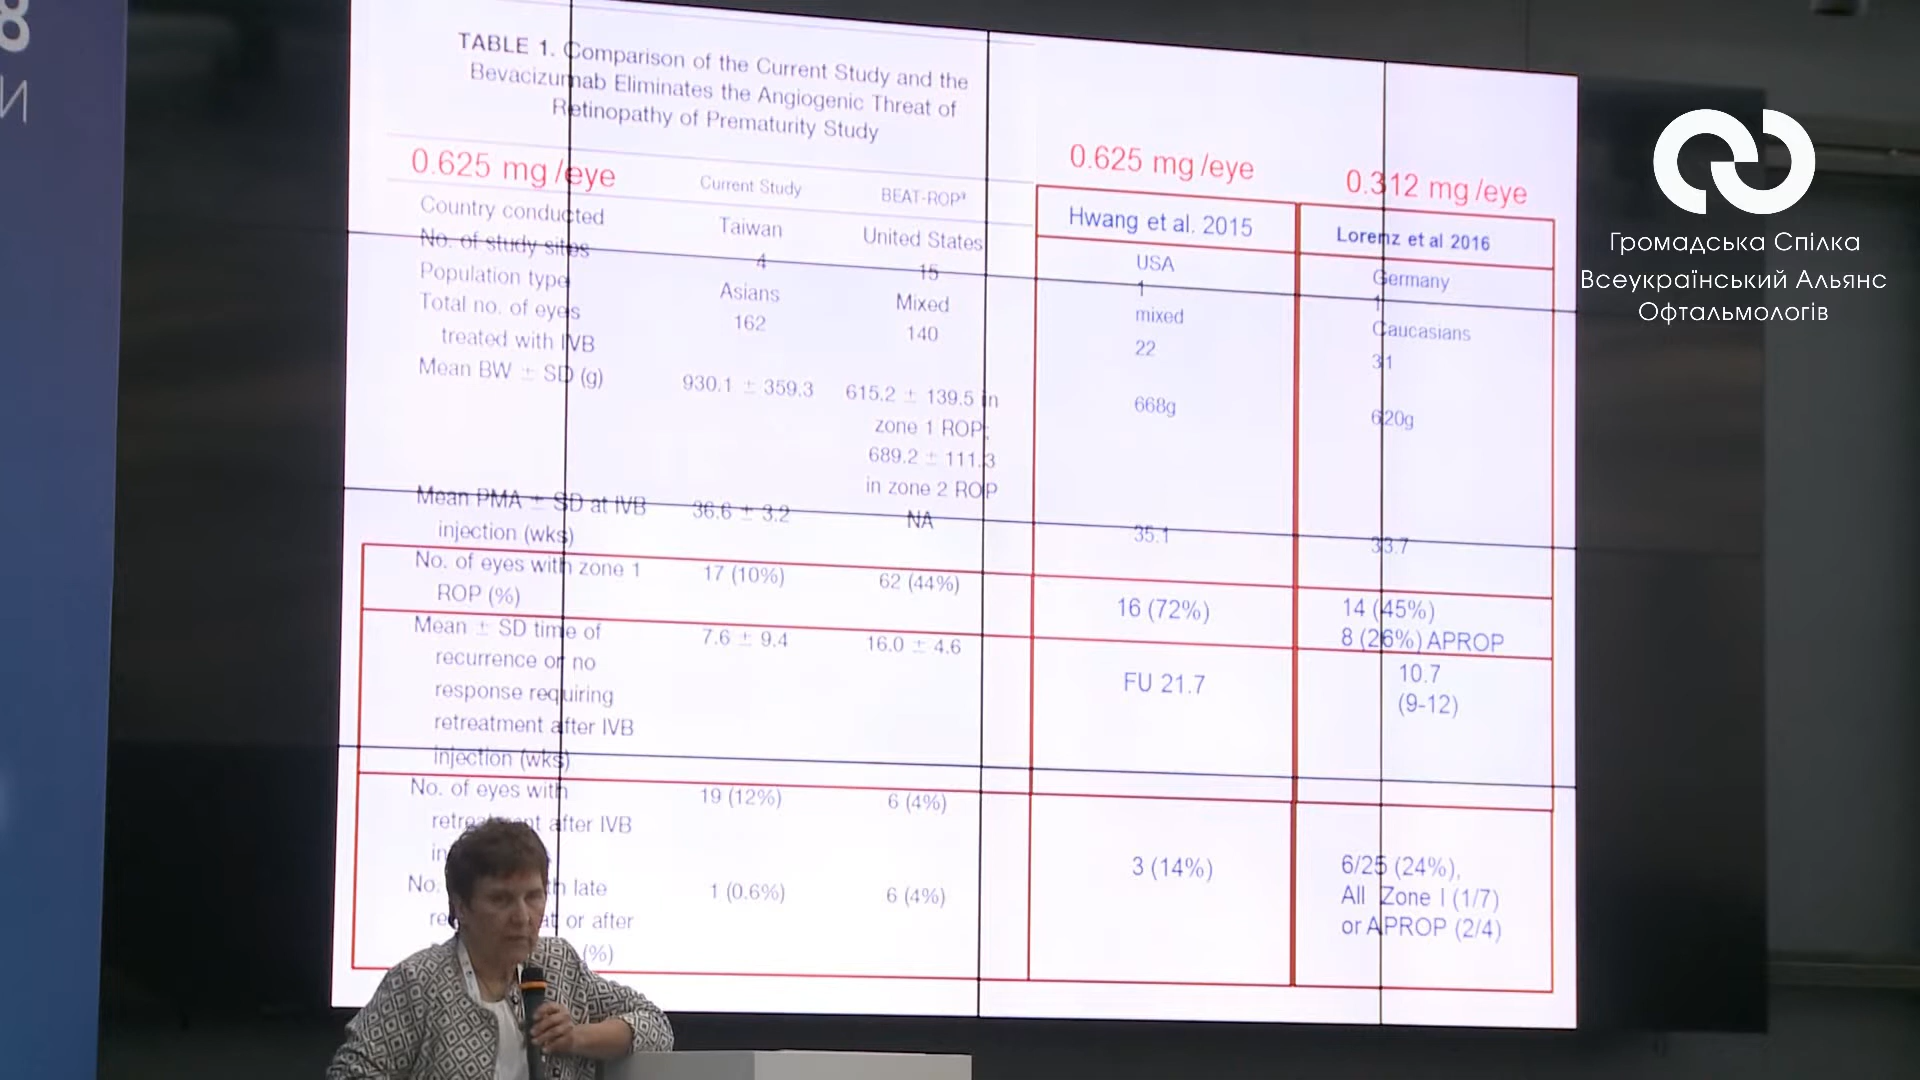 8
И
TABLE 1. Comparison of the Current Study and the
Bevacizumab Eliminates the Angiogenic Threat of
Retinopathy of Prematurity Study
0.625 mg /eye
Current Study
BEAT-ROP³
Country conducted
Taiwan
United States
No. of study sites
4
15
Population type
Asians
Mixed
Total no. of eyes
treated with IVB
162
140
Mean BW ± SD (g)
930.1 ± 359.3
615.2 ± 139.5 in
zone 1 ROP;
689.2 ± 111.3
in zone 2 ROP
Mean PMA ± SD at IVB
injection (wks)
36.6 ± 3.2
NA
No. of eyes with zone 1
ROP (%)
17 (10%)
62 (44%)
Mean ± SD time of
recurrence or no
response requiring
retreatment after IVB
injection (wks)
7.6 ± 9.4
16.0 ± 4.6
No. of eyes with
after IVB
19 (12%)
6 (4%)
No.
late
or after
(%)
1 (0.6%)
6 (4%)
0.625 mg /eye
Hwang et al. 2015
USA
1
mixed
22
668g
35.1
16 (72%)
FU 21.7
3 (14%)
0.312 mg /eye
Lorenz et al 2016
Germany
1
Caucasians
31
620g
33.7
14 (45%)
8 (26%) APROP
10.7
(9-12)
6/25 (24%),
All Zone I (1/7)
or APROP (2/4)
Громадська Спілка
Всеукраїнський Альянс
Офтальмологів